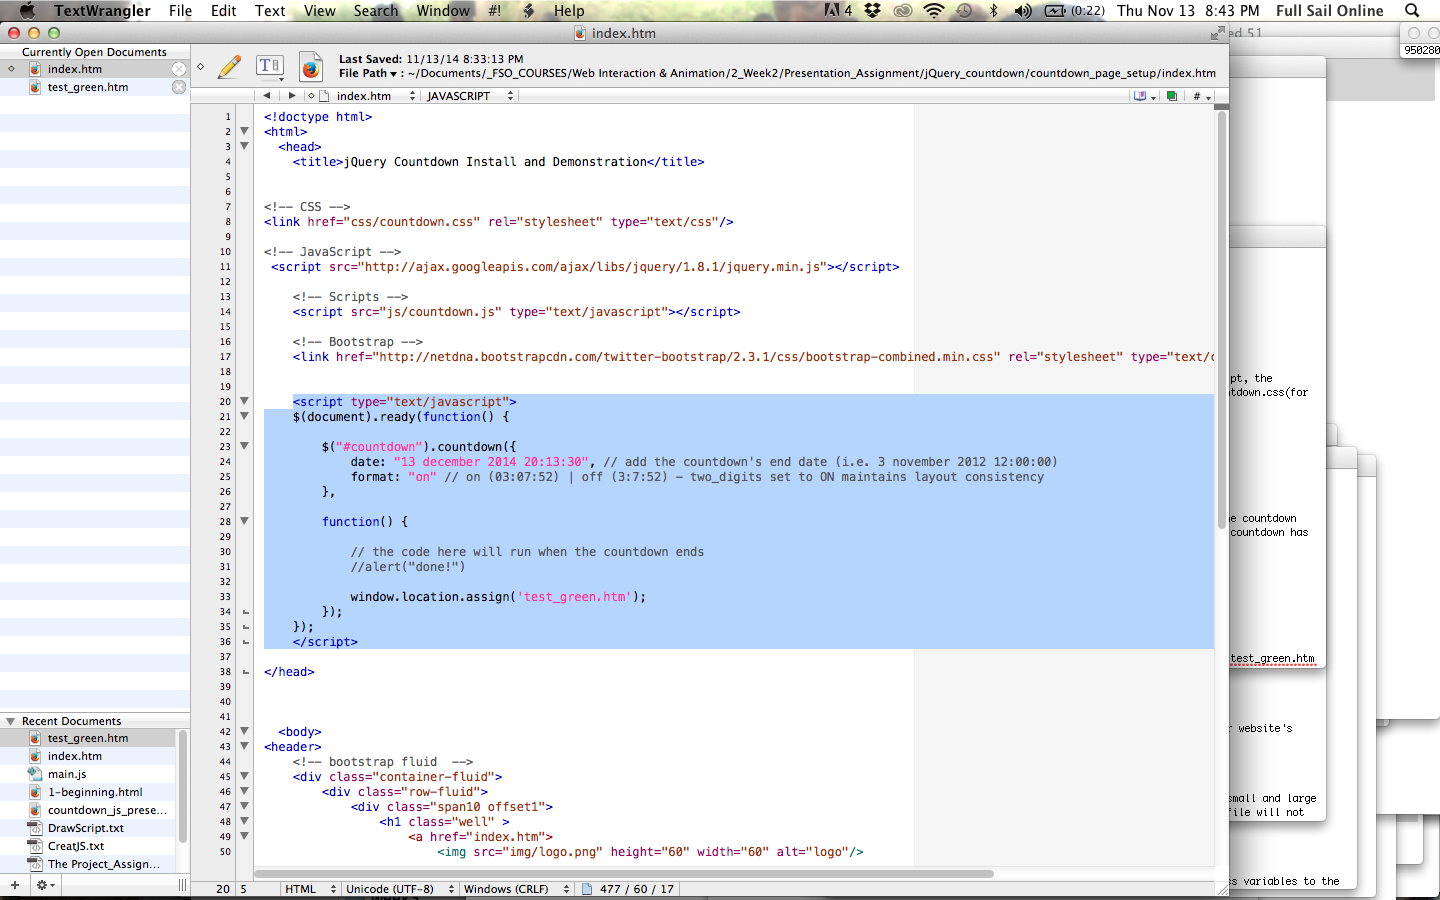 TextWrangler File Edit Text View Search Window #! Help 4 (0:22) Thu Nov 13 8:43 PM Full Sail Online
index.htm
ed 51
950280
Currently Open Documents
index.htm
test_green.htm
Last Saved: 11/13/14 8:33:13 PM
File Path ▾ : ~/Documents/_FSO_COURSES/Web Interaction & Animation/2_Week2/Presentation_Assignment/jQuery_countdown/countdown_page_setup/index.htm
index.htm JAVASCRIPT #
1 <!doctype html>
2 <html>
3 <head>
4 <title>jQuery Countdown Install and Demonstration</title>
5
6
7 <!-- CSS -->
8 <link href="css/countdown.css" rel="stylesheet" type="text/css"/>
9
10 <!-- JavaScript -->
11 <script src="http://ajax.googleapis.com/ajax/libs/jquery/1.8.1/jquery.min.js"></script>
12
13 <!-- Scripts -->
14 <script src="js/countdown.js" type="text/javascript"></script>
15
16 <!-- Bootstrap -->
17 <link href="http://netdna.bootstrapcdn.com/twitter-bootstrap/2.3.1/css/bootstrap-combined.min.css" rel="stylesheet" type="text/c
18
19
20 <script type="text/javascript">
21 $(document).ready(function() {
22
23 $("#countdown").countdown({
24 date: "13 december 2014 20:13:30", // add the countdown's end date (i.e. 3 november 2012 12:00:00)
25 format: "on" // on (03:07:52) | off (3:7:52) - two_digits set to ON maintains layout consistency
26 },
27
28 function() {
29
30 // the code here will run when the countdown ends
31 //alert("done!")
32
33 window.location.assign('test_green.htm');
34 });
35 });
36 </script>
37
38 </head>
39
40
41
42 <body>
43 <header>
44 <!-- bootstrap fluid -->
45 <div class="container-fluid">
46 <div class="row-fluid">
47 <div class="span10 offset1">
48 <h1 class="well" >
49 <a href="index.htm">
50 <img src="img/logo.png" height="60" width="60" alt="logo"/>
pt, the
tdown.css(for
e countdown
countdown has
test_green.htm
r website's
small and large
file will not
s variables to the
Recent Documents
test_green.htm
index.htm
main.js
1-beginning.html
countdown_js_prese...
DrawScript.txt
CreatJS.txt
The Project_Assign...
20 5 HTML Unicode (UTF-8) Windows (CRLF) 477 / 60 / 17